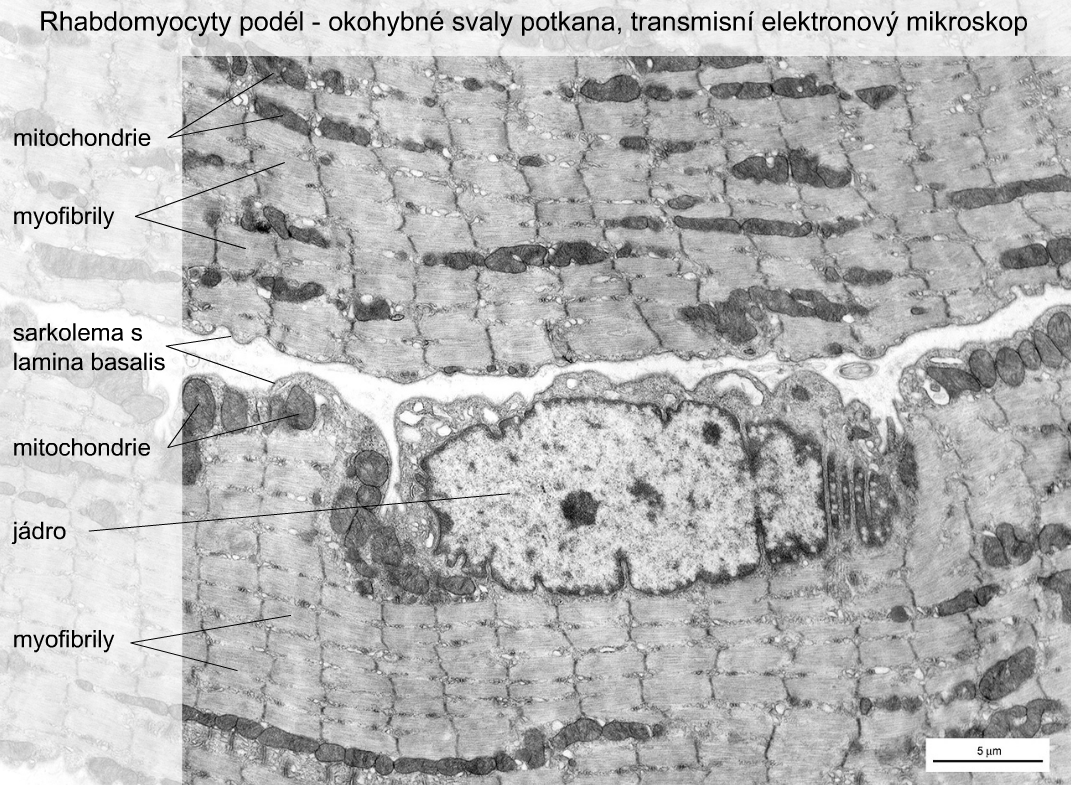 Rhabdomyocyty podél - okohybné svaly potkana, transmisní elektronový mikroskop
mitochondrie
myofibrily
sarkolema s
lamina basalis
mitochondrie
jádro
myofibrily
5 μm